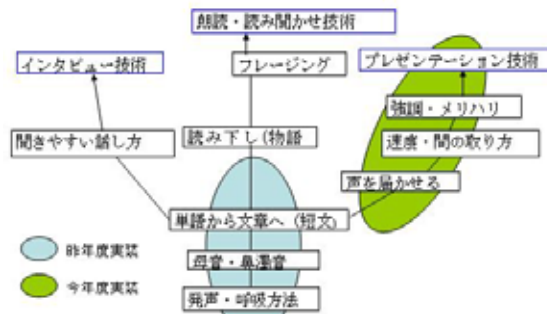 朗読・読み聞かせ技術
インタビュー技術
フレージング
プレゼンテーション技術
強調・メリハリ
聞きやすい話し方
読み下し(物語
速度・間の取り方
声を届かせる
単語から文章へ(短文)
母音・鼻濁音
発声・呼吸方法
昨年度実装
今年度実装